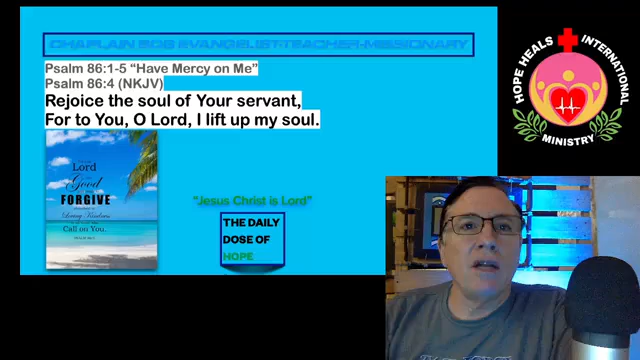 CHAPLAIN BOB EVANGELIST-TEACHER-MISSIONARY
Psalm 86:1-5 “Have Mercy on Me”
Psalm 86:4 (NKJV)
Rejoice the soul of Your servant,
For to You, O Lord, I lift up my soul.
Lord
Good
FORGIVE
Loving Kindness
Call on You.
“Jesus Christ is Lord”
THE DAILY
DOSE OF
HOPE
HOPE HEALS INTERNATIONAL
MINISTRY